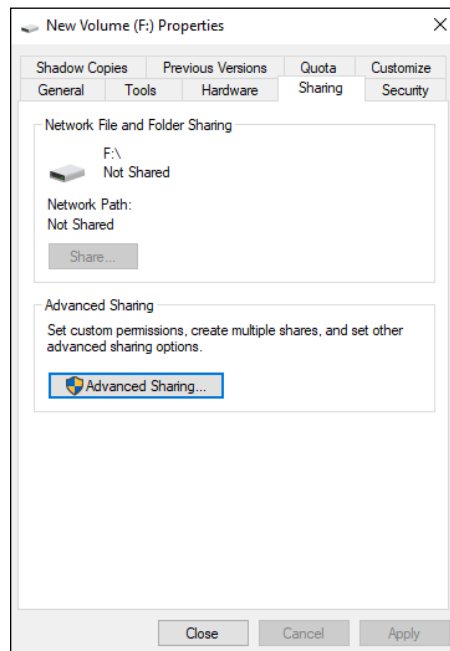 New Volume (F:) Properties
Shadow Copies Previous Versions Quota Customize
General Tools Hardware Sharing Security
Network File and Folder Sharing
F:\
Not Shared
Network Path:
Not Shared
Share...
Advanced Sharing
Set custom permissions, create multiple shares, and set other
advanced sharing options.
Advanced Sharing...
Close Cancel Apply